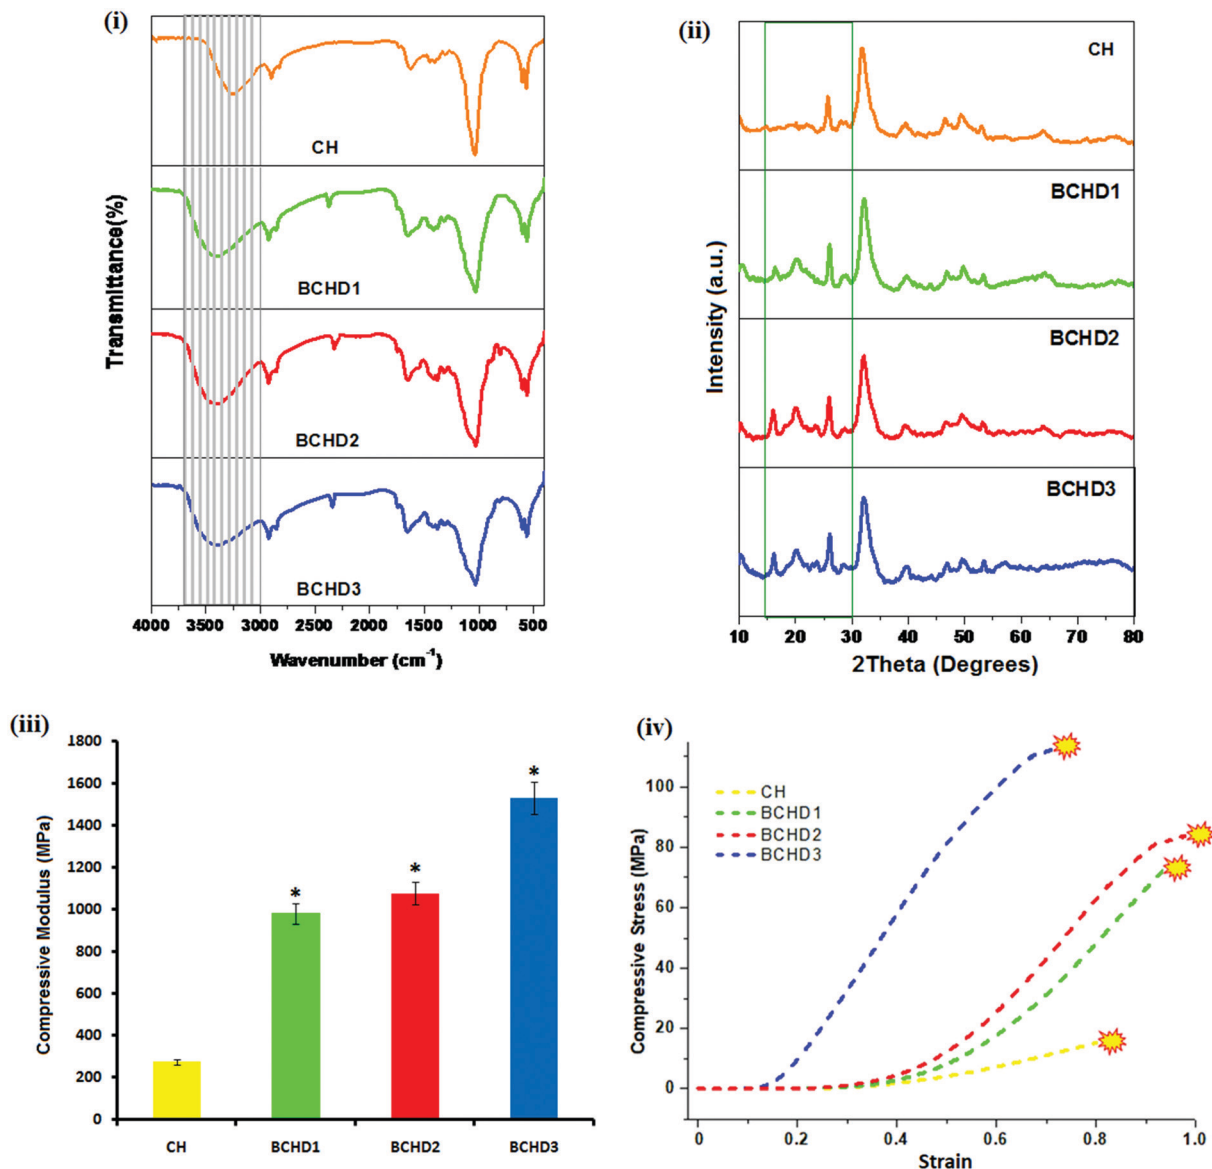 (i)
Transmittance(%)
CH
BCHD1
BCHD2
BCHD3
4000 3500 3000 2500 2000 1500 1000 500
Wavenumber (cm-1)
(ii)
Intensity (a.u.)
CH
BCHD1
BCHD2
BCHD3
10 20 30 40 50 60 70 80
2Theta (Degrees)
(iii)
Compressive Modulus (MPa)
1800
1600
1400
1200
1000
800
600
400
200
0
*
*
*
CH BCHD1 BCHD2 BCHD3
(iv)
Compressive Stress (MPa)
100
80
60
40
20
0
CH
BCHD1
BCHD2
BCHD3
0 0.2 0.4 0.6 0.8 1.0
Strain